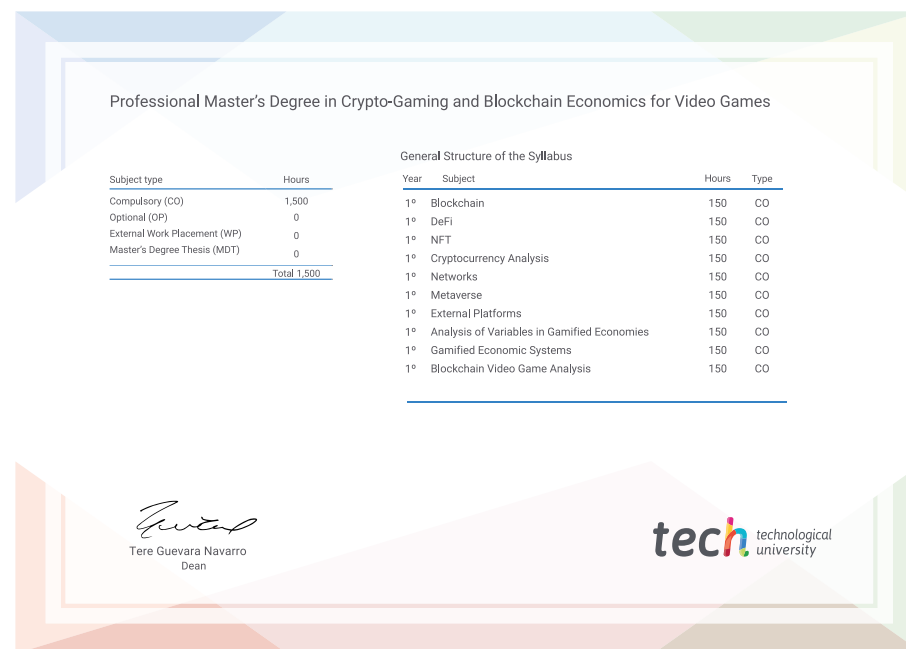 Professional Master's Degree in Crypto-Gaming and Blockchain Economics for Video Games
Subject type Hours
Compulsory (CO) 1,500
Optional (OP) 0
External Work Placement (WP) 0
Master's Degree Thesis (MDT) 0
Total 1,500
General Structure of the Syllabus
Year Subject Hours Type
1º Blockchain 150 CO
1º DeFi 150 CO
1º NFT 150 CO
1º Cryptocurrency Analysis 150 CO
1º Networks 150 CO
1º Metaverse 150 CO
1º External Platforms 150 CO
1º Analysis of Variables in Gamified Economies 150 CO
1º Gamified Economic Systems 150 CO
1º Blockchain Video Game Analysis 150 CO
Tere Guevara Navarro
Dean
tech technological
university